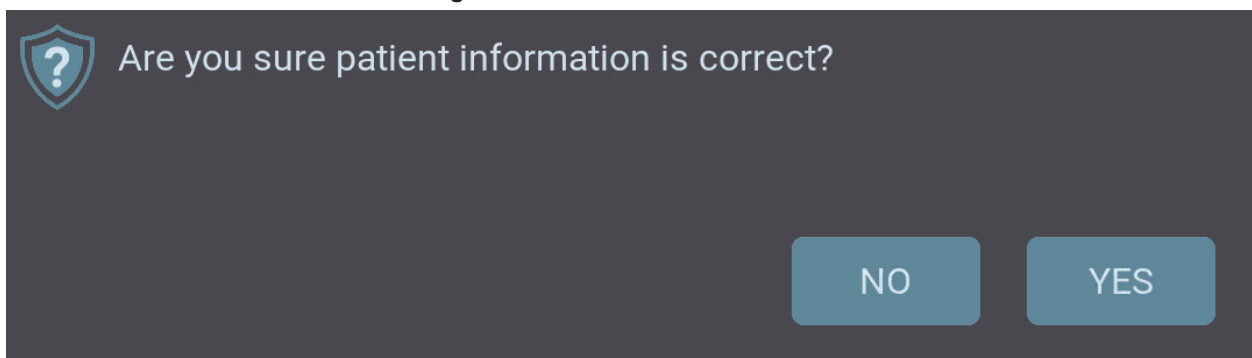 Are you sure patient information is correct?
NO
YES